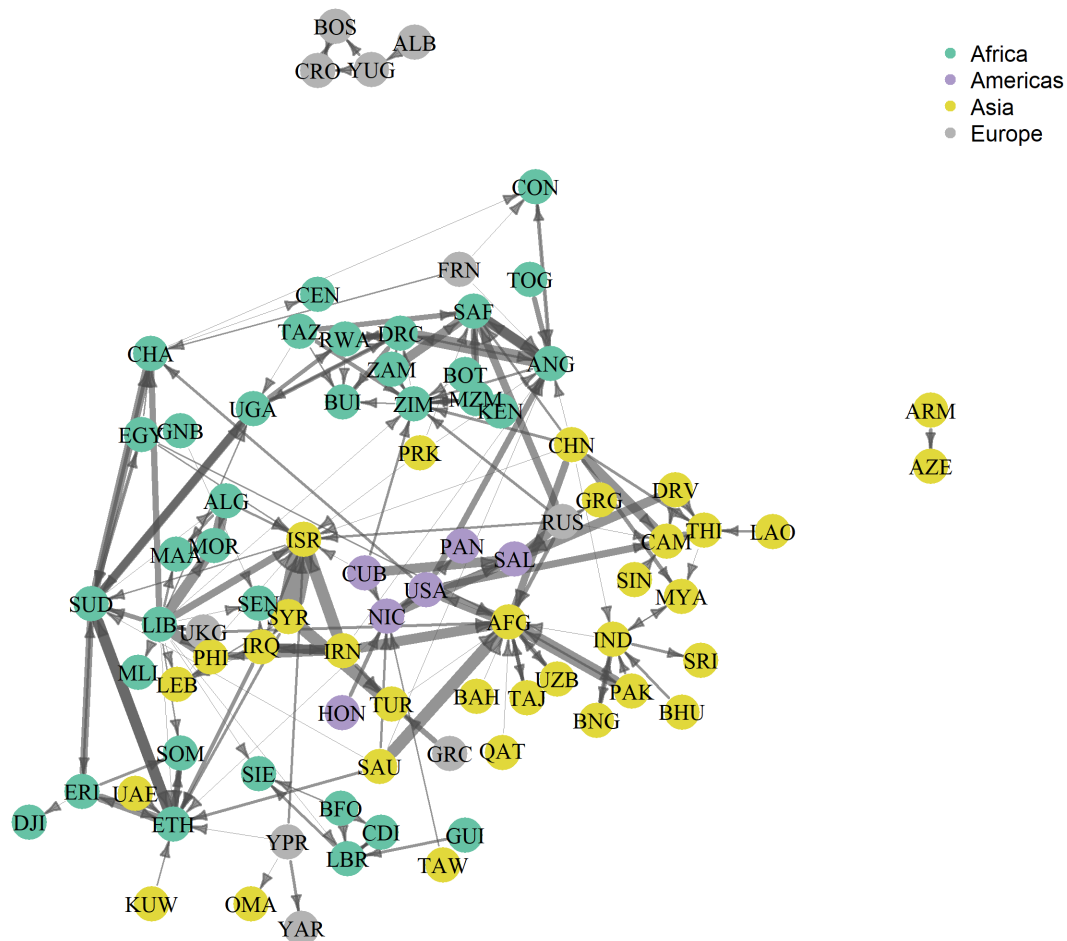 BOS
ALB
CRO
YUG
Africa
Americas
Asia
Europe
CON
FRN
TOG
CEN
SAF
TAZ
RWA
DRC
CHA
ZAM
BOT
ANG
UGA
BUI
ZIM
MZM
KEN
ARM
EGY
GNB
PRK
CHN
AZE
ALG
DRV
GRG
RUS
THI
LAO
MAA
MOR
ISR
PAN
SAL
CAM
CUB
SIN
USA
MYA
SUD
SEN
LIB
SYR
NIC
AFG
UKG
IND
PHI
IRQ
IRN
SRI
MLI
LEB
UZB
BAH
TAJ
PAK
HON
TUR
BNG
BHU
SOM
GRC
QAT
SAU
SIE
ERI
UAE
BFO
DJI
ETH
YPR
CDI
GUI
LBR
TAW
KUW
OMA
YAR